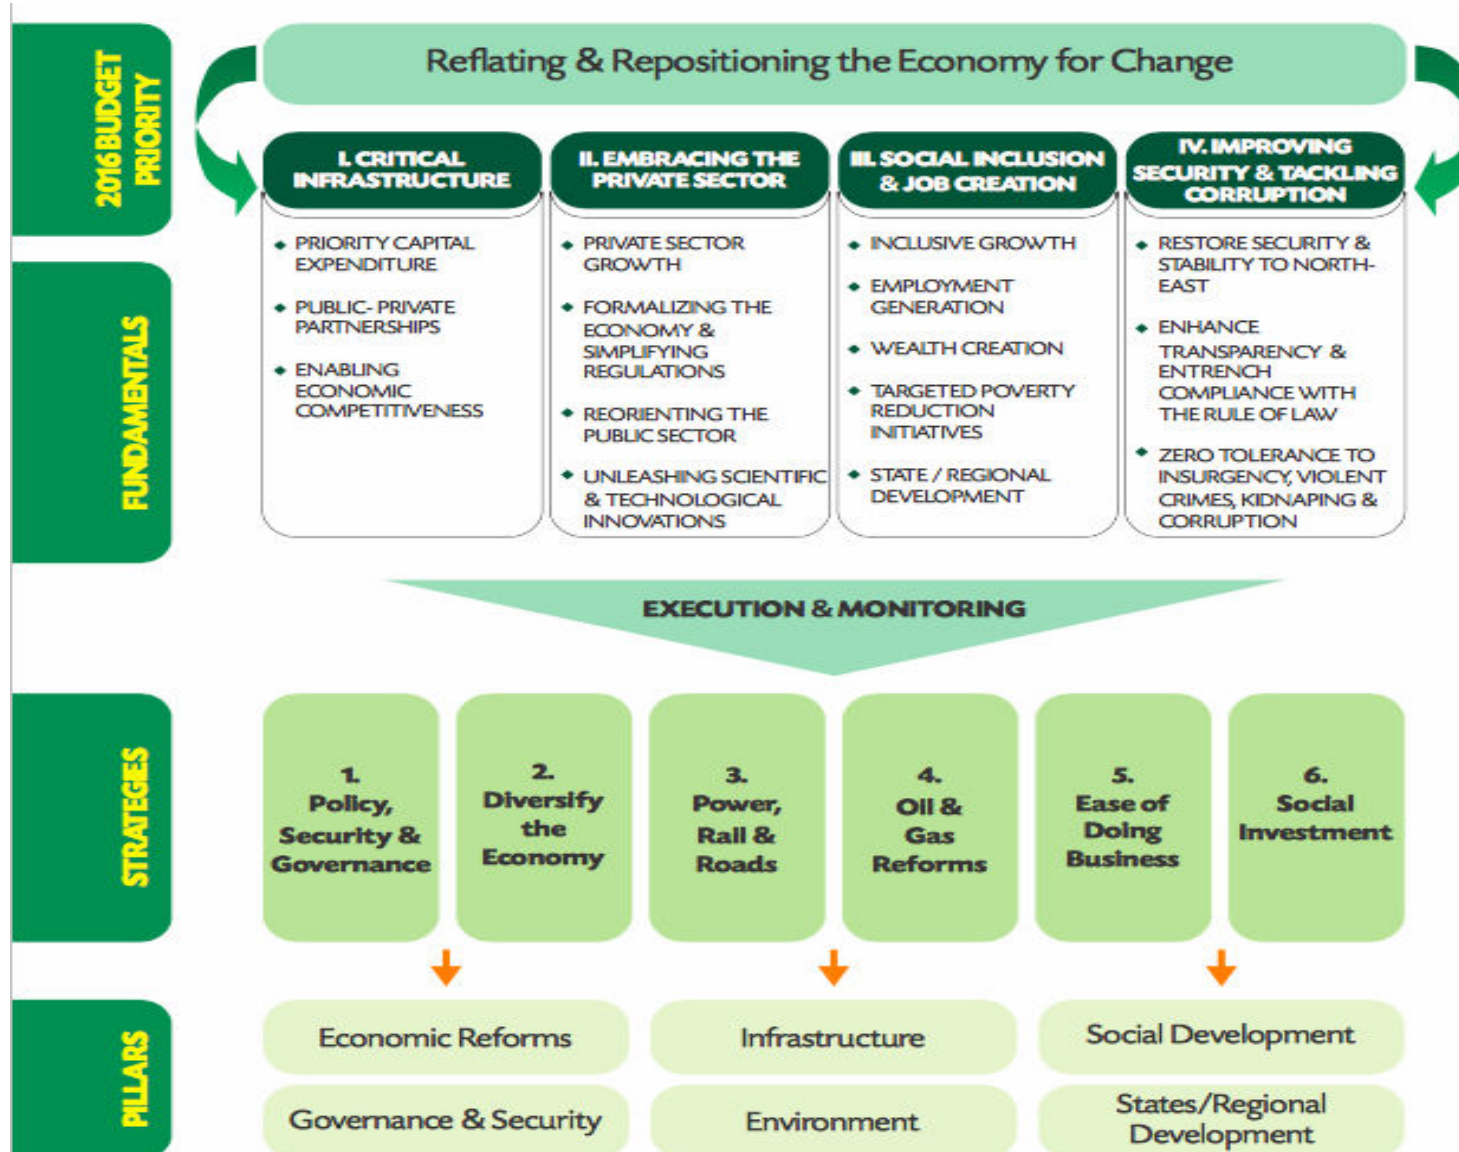 2016 BUDGET
PRIORITY
Reflating & Repositioning the Economy for Change
I. CRITICAL
INFRASTRUCTURE
II. EMBRACING THE
PRIVATE SECTOR
III. SOCIAL INCLUSION
& JOB CREATION
IV. IMPROVING
SECURITY & TACKLING
CORRUPTION
FUNDAMENTALS
PRIORITY CAPITAL
EXPENDITURE
PUBLIC- PRIVATE
PARTNERSHIPS
ENABLING
ECONOMIC
COMPETITIVENESS
PRIVATE SECTOR
GROWTH
FORMALIZING THE
ECONOMY &
SIMPLIFYING
REGULATIONS
REORIENTING THE
PUBLIC SECTOR
UNLEASHING SCIENTIFIC
& TECHNOLOGICAL
INNOVATIONS
INCLUSIVE GROWTH
EMPLOYMENT
GENERATION
WEALTH CREATION
TARGETED POVERTY
REDUCTION
INITIATIVES
STATE / REGIONAL
DEVELOPMENT
RESTORE SECURITY &
STABILITY TO NORTH-
EAST
ENHANCE
TRANSPARENCY &
ENTRENCH
COMPLIANCE WITH
THE RULE OF LAW
ZERO TOLERANCE TO
INSURGENCY, VIOLENT
CRIMES, KIDNAPING &
CORRUPTION
EXECUTION & MONITORING
STRATEGIES
1.
Policy,
Security &
Governance
2.
Diversify
the
Economy
3.
Power,
Rail &
Roads
4.
Oil &
Gas
Reforms
5.
Ease of
Doing
Business
6.
Social
Investment
PILLARS
Economic Reforms
Infrastructure
Social Development
Governance & Security
Environment
States/Regional
Development